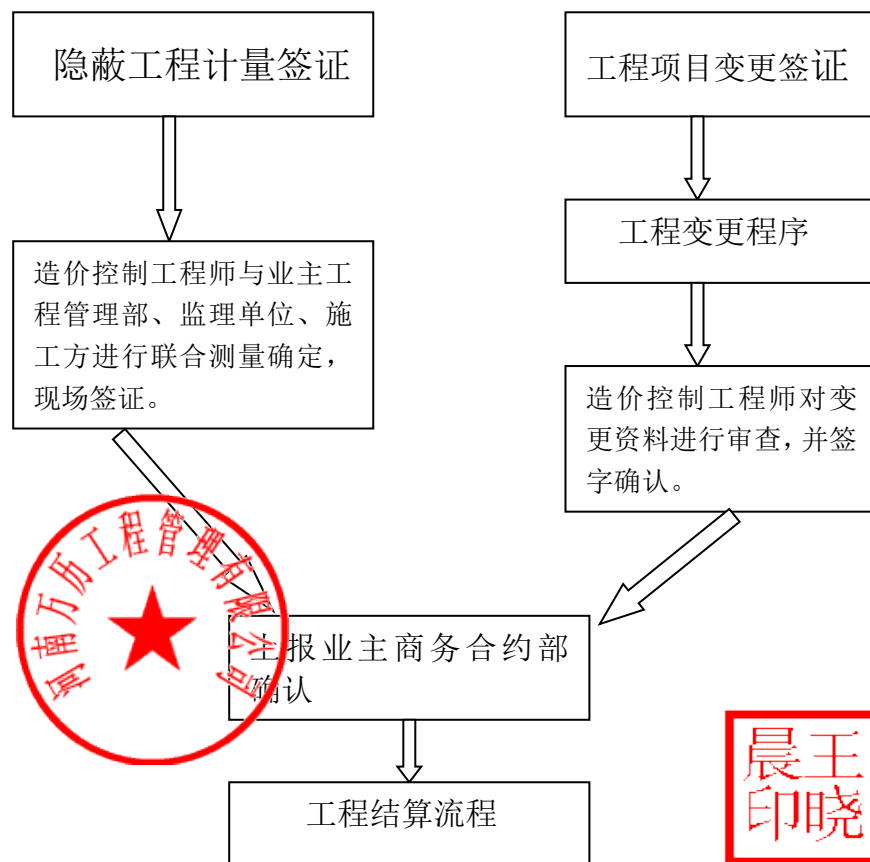 隐蔽工程计量签证
工程项目变更签证
工程变更程序
造价控制工程师与业主工
程管理部、监理单位、施
工方进行联合测量确定，
现场签证。
造价控制工程师对变
更资料进行审查，并签
字确认。
河南万历工程管理有限公司
上报业主商务合约部
确认
工程结算流程
晨王
印晓